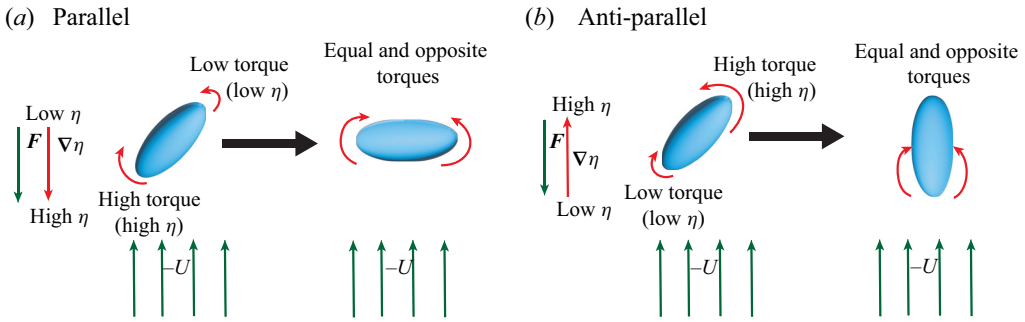 (a) Parallel
Low torque
(low η)
Equal and opposite
torques
Low η
F
∇η
High η
High torque
(high η)
–U
–U
(b) Anti-parallel
High torque
(high η)
Equal and opposite
torques
High η
F
∇η
Low η
Low torque
(low η)
–U
–U